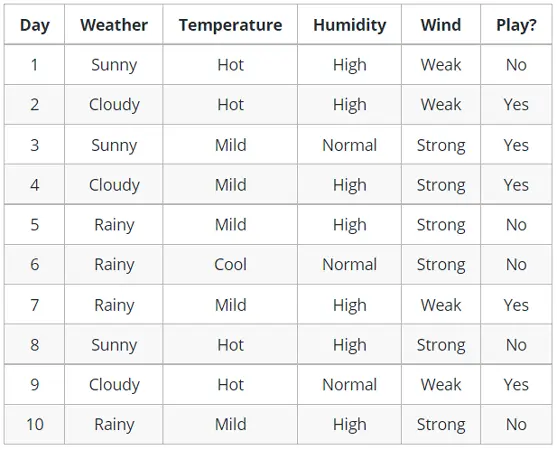 Day Weather Temperature Humidity Wind Play?
1 Sunny Hot High Weak No
2 Cloudy Hot High Weak Yes
3 Sunny Mild Normal Strong Yes
4 Cloudy Mild High Strong Yes
5 Rainy Mild High Strong No
6 Rainy Cool Normal Strong No
7 Rainy Mild High Weak Yes
8 Sunny Hot High Strong No
9 Cloudy Hot Normal Weak Yes
10 Rainy Mild High Strong No